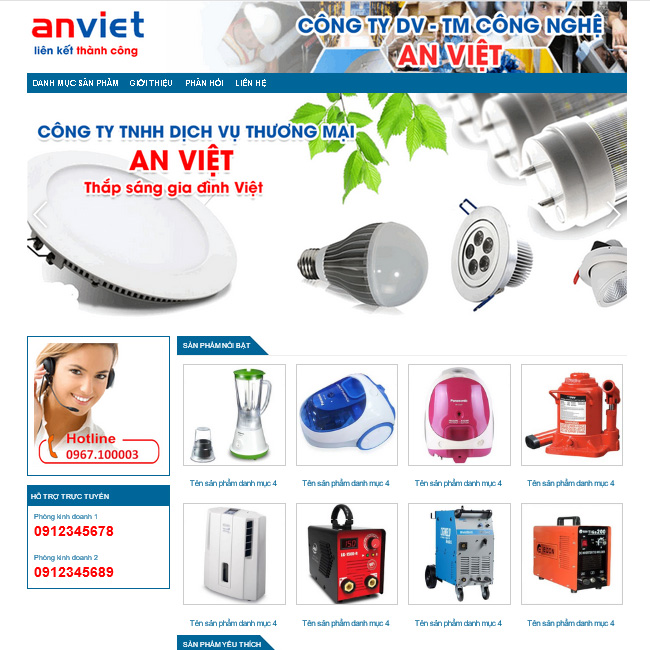 anviet
liên kết thành công
CÔNG TY DV - TM CÔNG NGHỆ
AN VIỆT
DANH MỤC SẢN PHẨM GIỚI THIỆU PHẢN HỒI LIÊN HỆ
CÔNG TY TNHH DỊCH VỤ THƯƠNG MẠI
AN VIỆT
Thắp sáng gia đình Việt
Hotline
0967.100003
HỖ TRỢ TRỰC TUYẾN
Phòng kinh doanh 1
0912345678
Phòng kinh doanh 2
0912345689
SẢN PHẨM NỔI BẬT
Tên sản phẩm danh mục 4
Tên sản phẩm danh mục 4
Tên sản phẩm danh mục 4
Tên sản phẩm danh mục 4
Tên sản phẩm danh mục 4
Tên sản phẩm danh mục 4
Tên sản phẩm danh mục 4
Tên sản phẩm danh mục 4
SẢN PHẨM YÊU THÍCH